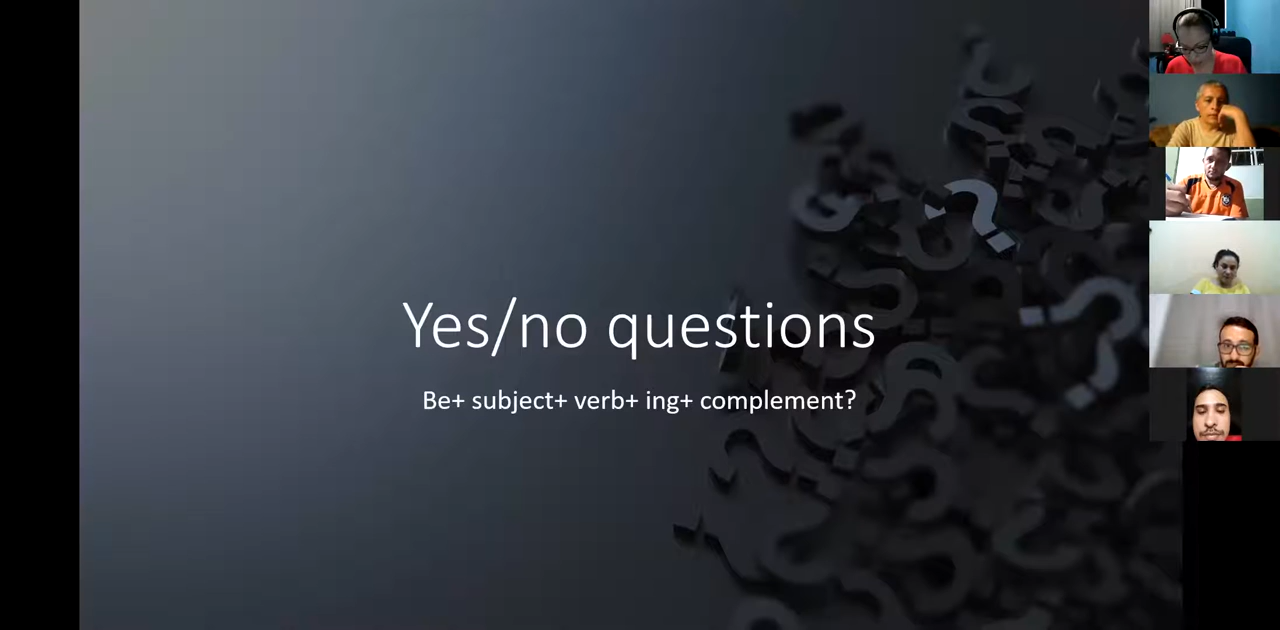 Yes/no questions
Be+ subject+ verb+ ing+ complement?